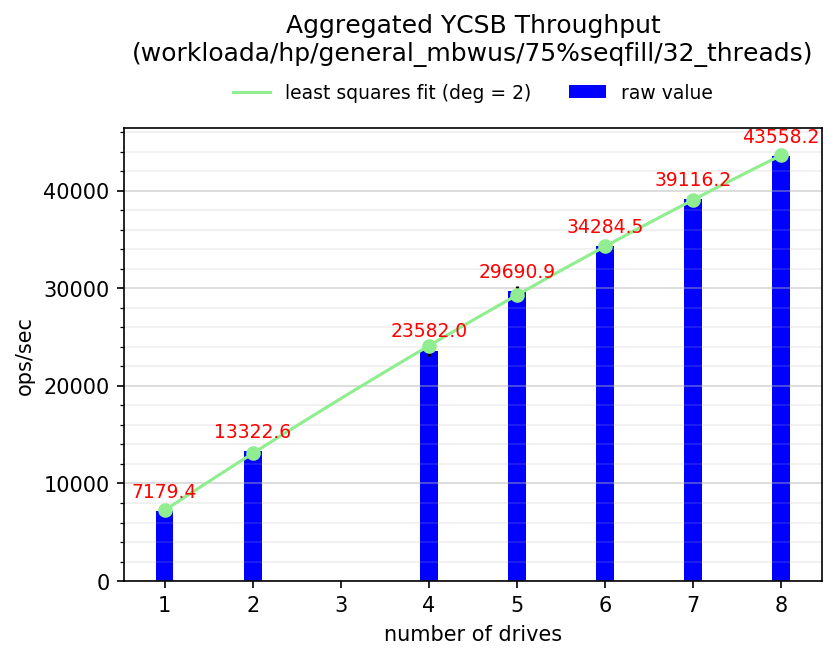 Aggregated YCSB Throughput
(workloada/hp/general_mbwus/75%seqfill/32_threads)
least squares fit (deg = 2)
raw value
43558.2
39116.2
34284.5
29690.9
23582.0
13322.6
7179.4
40000
30000
20000
10000
0
ops/sec
1 2 3 4 5 6 7 8
number of drives